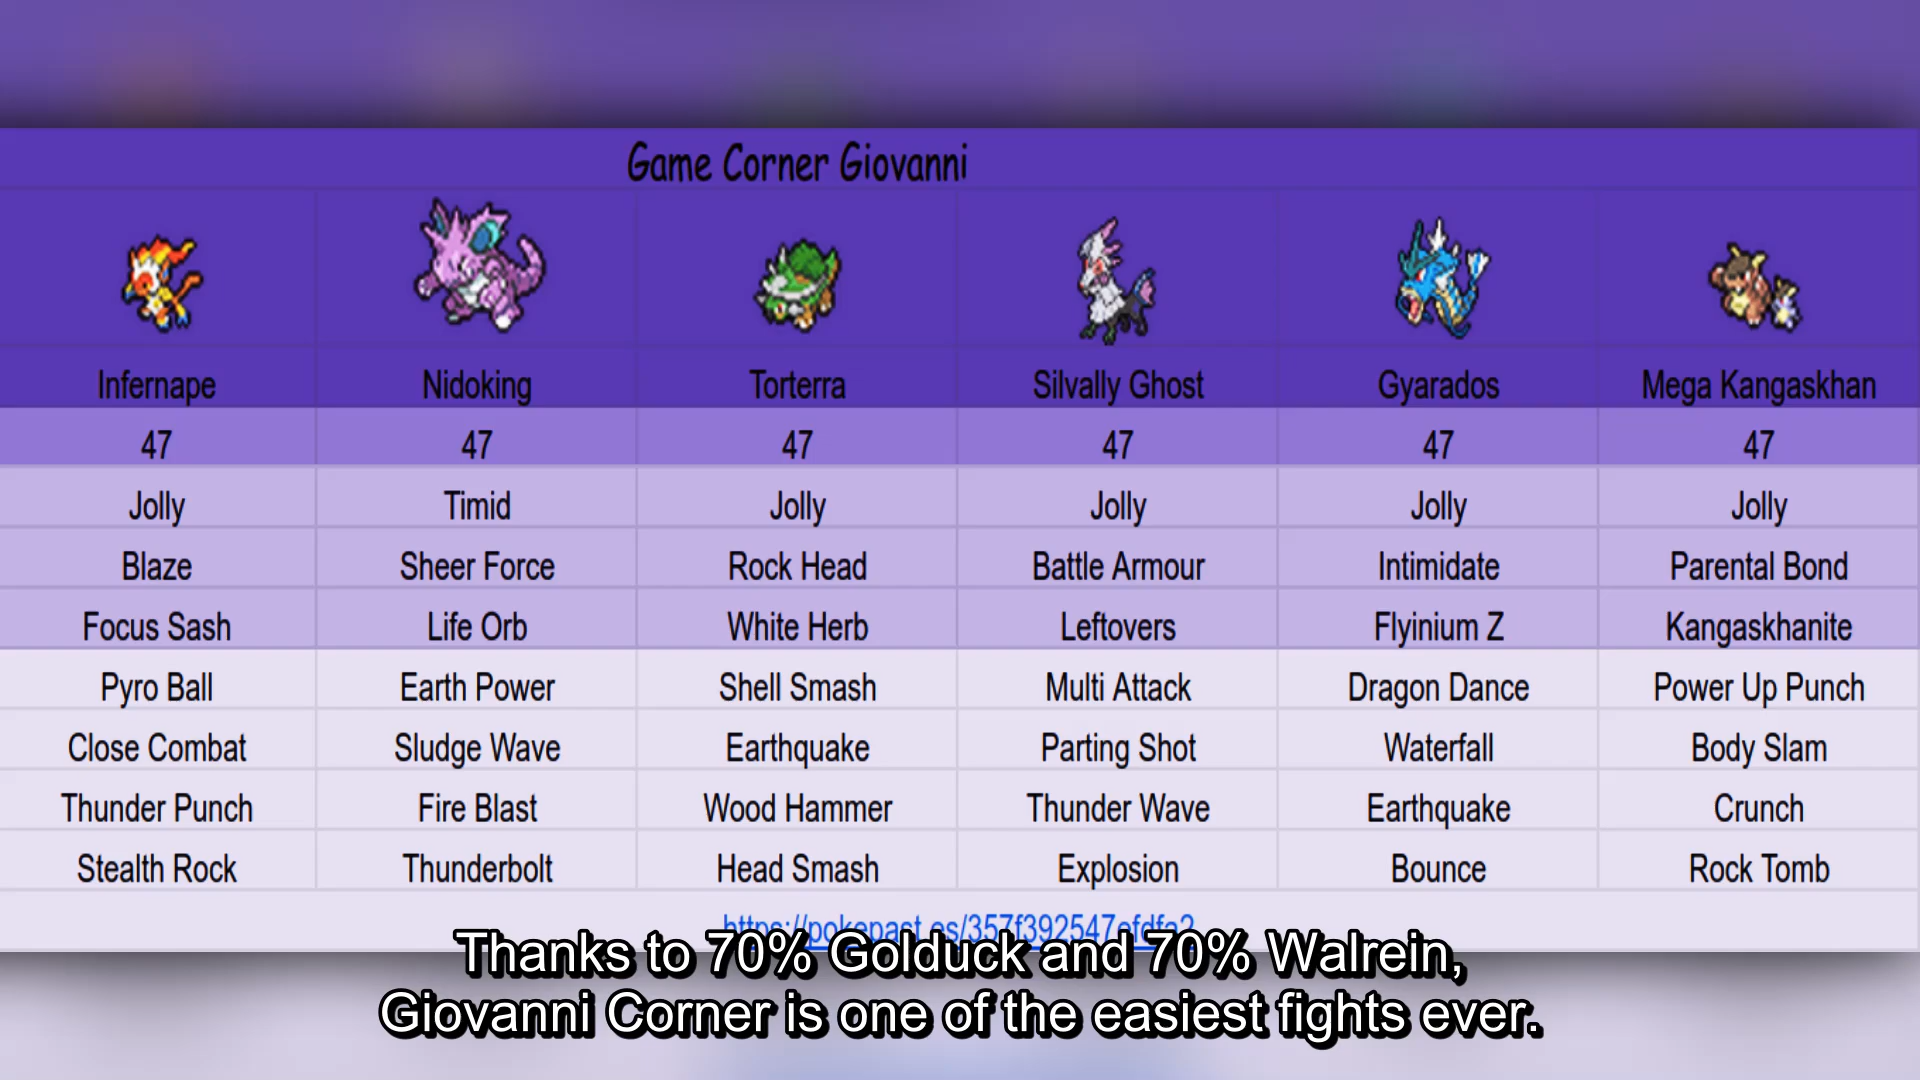 Game Corner Giovanni
Infernape Nidoking Torterra Silvally Ghost Gyarados Mega Kangaskhan
47 47 47 47 47 47
Jolly Timid Jolly Jolly Jolly Jolly
Blaze Sheer Force Rock Head Battle Armour Intimidate Parental Bond
Focus Sash Life Orb White Herb Leftovers Flyinium Z Kangaskhanite
Pyro Ball Earth Power Shell Smash Multi Attack Dragon Dance Power Up Punch
Close Combat Sludge Wave Earthquake Parting Shot Waterfall Body Slam
Thunder Punch Fire Blast Wood Hammer Thunder Wave Earthquake Crunch
Stealth Rock Thunderbolt Head Smash Explosion Bounce Rock Tomb
Thanks to 70% Golduck and 70% Walrein,
Giovanni Corner is one of the easiest fights ever.